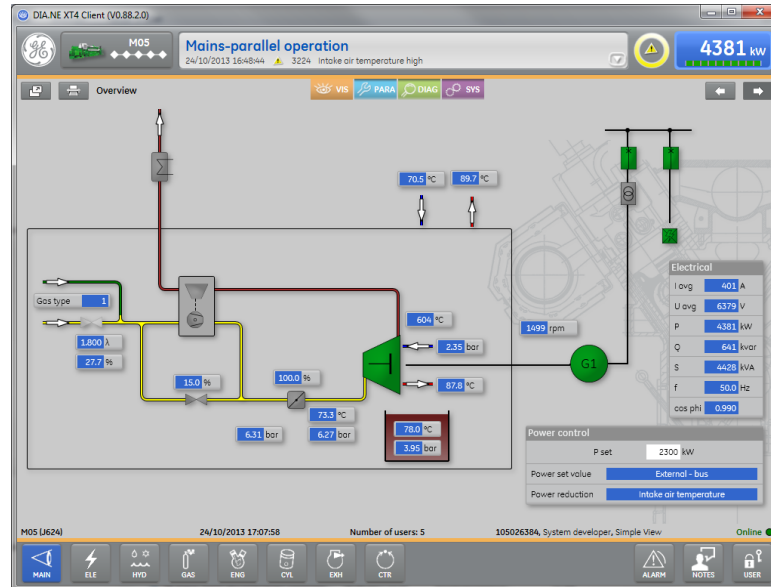 DIA.NE XT4 Client (V0.88.2.0)
GE
M05
Mains-parallel operation
24/10/2013 16:48:44 3224 Intake air temperature high
4381 kW
Overview
VIS PARA DIAG SYS
70.5 °C 89.7 °C
Gas type 1
1.800 λ
27.7 %
15.0 %
100.0 %
73.3 °C
6.31 bar 6.27 bar
604 °C
2.35 bar
87.8 °C
78.0 °C
3.95 bar
1499 rpm
G1
Electrical
I avg 401 A
U avg 6379 V
P 4381 kW
Q 641 kvar
S 4428 kVA
f 50.0 Hz
cos phi 0.990
Power control
P set 2300 kW
Power set value External - bus
Power reduction Intake air temperature
M05 (J624) 24/10/2013 17:07:58 Number of users: 5 105026384, System developer, Simple View Online
MAIN ELE HYD GAS ENG CYL EXH CTR ALARM NOTES USER